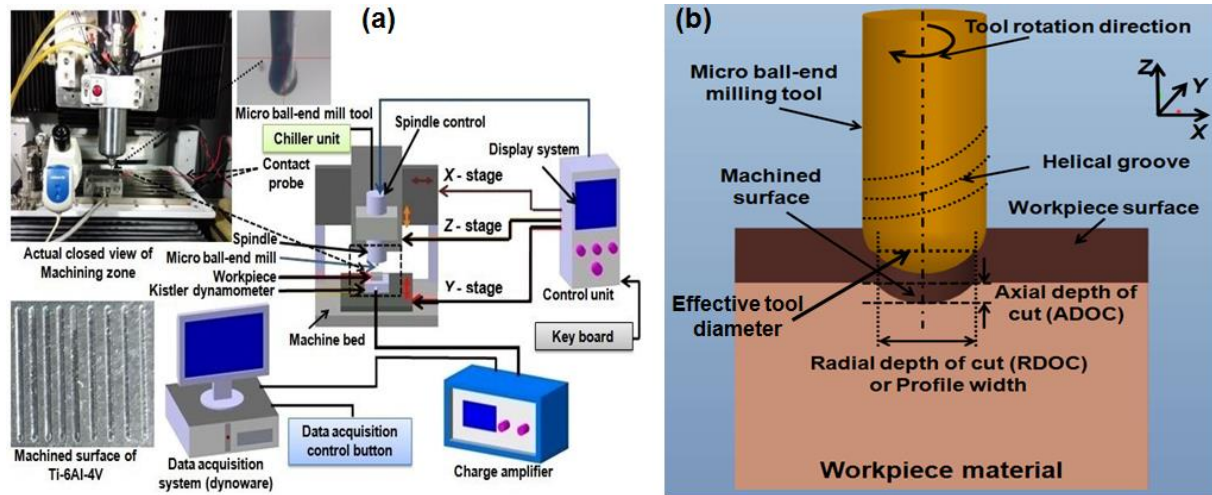 (a)
Micro ball-end mill tool
Chiller unit
Spindle control
Display system
Contact
probe
X - stage
Z - stage
Y - stage
Actual closed view of
Machining zone
Spindle
Micro ball-end mill
Workpiece
Kistler dynamometer
Control unit
Machine bed
Key board
Machined surface of
Ti-6Al-4V
Data acquisition
system (dynoware)
Data acquisition
control button
Charge amplifier
(b)
Tool rotation
direction
Micro ball-end
milling tool
Z
Y
X
Helical groove
Machined
surface
Workpiece surface
Effective tool
diameter
Axial depth of
cut (ADOC)
Radial depth of cut (RDOC)
or Profile width
Workpiece material